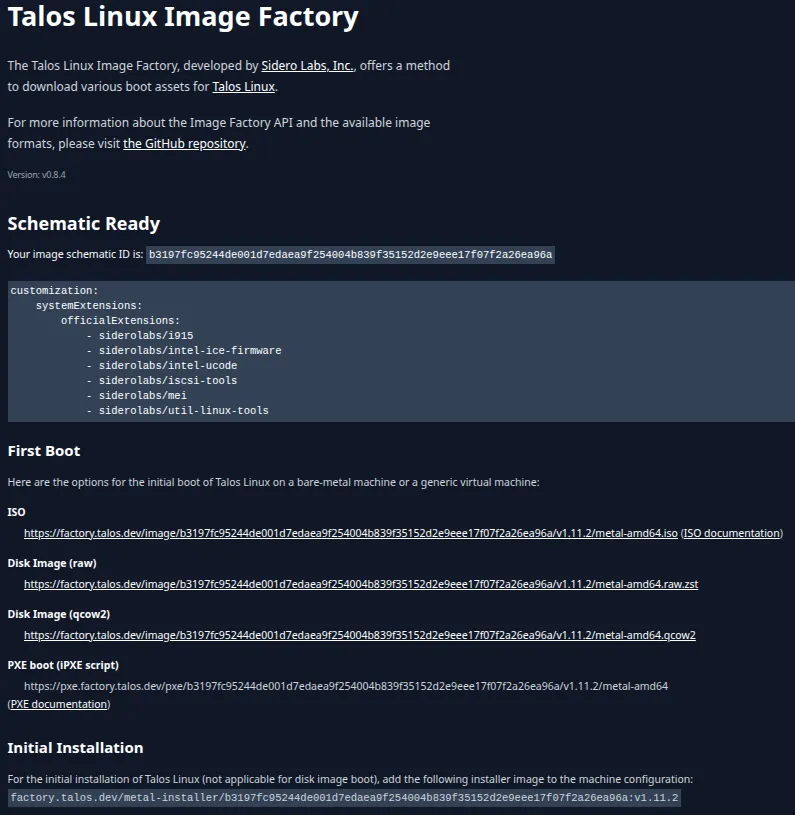 Talos Linux Image Factory
The Talos Linux Image Factory, developed by Sidero Labs, Inc., offers a method
to download various boot assets for Talos Linux.
For more information about the Image Factory API and the available image
formats, please visit the GitHub repository.
Version: v0.8.4
Schematic Ready
Your image schematic ID is: b3197fc95244de001d7edaea9f254004b839f35152d2e9eee17f07f2a26ea96a
customization:
    systemExtensions:
        officialExtensions:
            - siderolabs/i915
            - siderolabs/intel-ice-firmware
            - siderolabs/intel-ucode
            - siderolabs/iscsi-tools
            - siderolabs/mei
            - siderolabs/util-linux-tools
First Boot
Here are the options for the initial boot of Talos Linux on a bare-metal machine or a generic virtual machine:
ISO
https://factory.talos.dev/image/b3197fc95244de001d7edaea9f254004b839f35152d2e9eee17f07f2a26ea96a/v1.11.2/metal-amd64.iso (ISO documentation)
Disk Image (raw)
https://factory.talos.dev/image/b3197fc95244de001d7edaea9f254004b839f35152d2e9eee17f07f2a26ea96a/v1.11.2/metal-amd64.raw.zst
Disk Image (qcow2)
https://factory.talos.dev/image/b3197fc95244de001d7edaea9f254004b839f35152d2e9eee17f07f2a26ea96a/v1.11.2/metal-amd64.qcow2
PXE boot (iPXE script)
https://pxe.factory.talos.dev/pxe/b3197fc95244de001d7edaea9f254004b839f35152d2e9eee17f07f2a26ea96a/v1.11.2/metal-amd64
(PXE documentation)
Initial Installation
For the initial installation of Talos Linux (not applicable for disk image boot), add the following installer image to the machine configuration:
factory.talos.dev/metal-installer/b3197fc95244de001d7edaea9f254004b839f35152d2e9eee17f07f2a26ea96a:v1.11.2